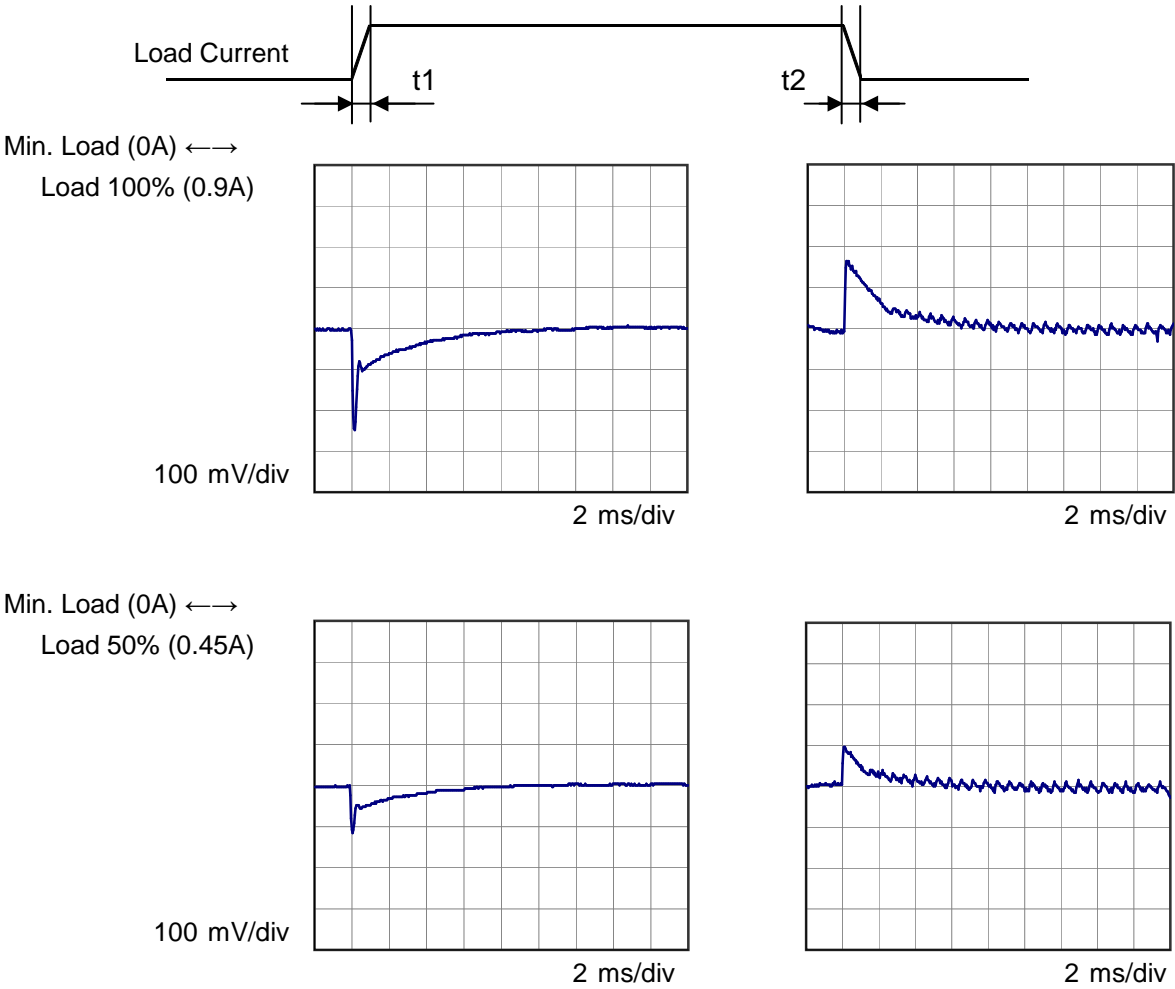 Load Current
t1
t2
Min. Load (0A) ←→
Load 100% (0.9A)
100 mV/div
2 ms/div
2 ms/div
Min. Load (0A) ←→
Load 50% (0.45A)
100 mV/div
2 ms/div
2 ms/div